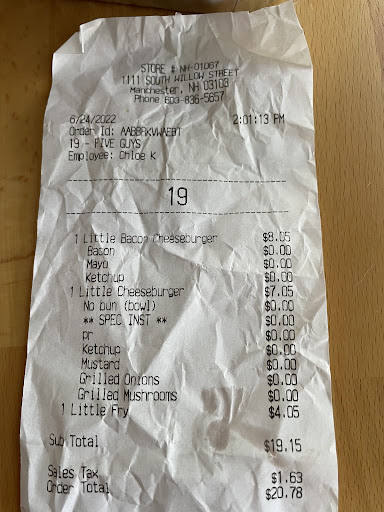 STORE # NH-01067
1111 SOUTH WILLOW STREET
Manchester, NH 03103
Phone 603-836-5657
6/24/2022 2:01:13 PM
Order Id: AABBRKVWAEBT
19 - FIVE GUYS
Employee: Chloe K
19
1 Little Bacon Cheeseburger $8.05
Bacon $0.00
Mayo $0.00
Ketchup $0.00
1 Little Cheeseburger $7.05
No bun (bowl) $0.00
** SPEC INST ** $0.00
pr $0.00
Ketchup $0.00
Mustard $0.00
Grilled Onions $0.00
Grilled Mushrooms $0.00
1 Little Fry $4.05
Sub Total $19.15
Sales Tax $1.63
Order Total $20.78